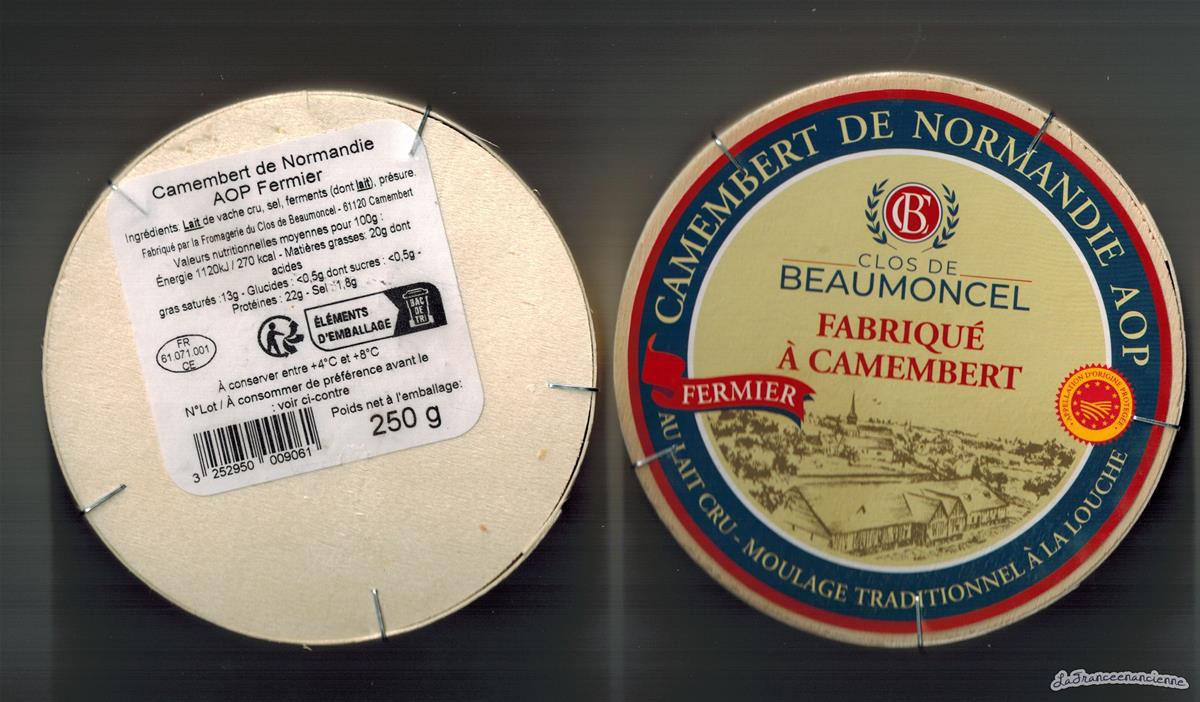 Camembert de Normandie
AOP Fermier
Ingrédients: Lait de vache cru, sel, ferments (dont lait), présure.
Fabriqué par la Fromagerie du Clos de Beaumoncel - 61120 Camembert
Valeurs nutritionnelles moyennes pour 100g :
Énergie 1120kJ / 270 kcal - Matières grasses: 20g dont
acides
gras saturés :13g - Glucides : <0,5g dont sucres : <0,5g -
Protéines : 22g - Sel : 1,8g
ÉLÉMENTS
D'EMBALLAGE
BAC
DE
TRI
FR
61.071.001
CE
À conserver entre +4°C et +8°C
À consommer de préférence avant le
N°Lot / À consommer de préférence avant le
: voir ci-contre
Poids net à l'emballage:
250 g
3 252950 009061
CAMEMBERT DE NORMANDIE AOP
CB
CLOS DE
BEAUMONCEL
FABRIQUÉ
À CAMEMBERT
FERMIER
APPELLATION D'ORIGINE PROTÉGÉE
AU LAIT CRU - MOULAGE TRADITIONNEL À LA LOUCHE
LaFranceenancienne